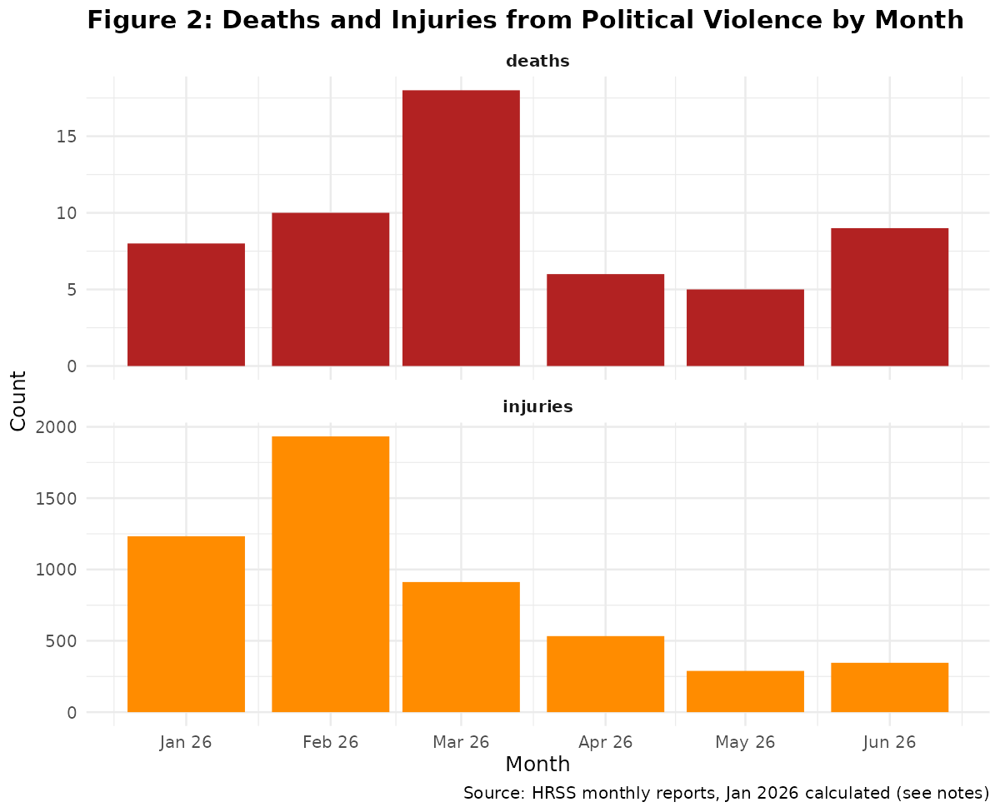 Figure 2: Deaths and Injuries from Political Violence by Month
deaths
15
10
5
0
Count
injuries
2000
1500
1000
500
0
Jan 26 Feb 26 Mar 26 Apr 26 May 26 Jun 26
Month
Source: HRSS monthly reports, Jan 2026 calculated (see notes)